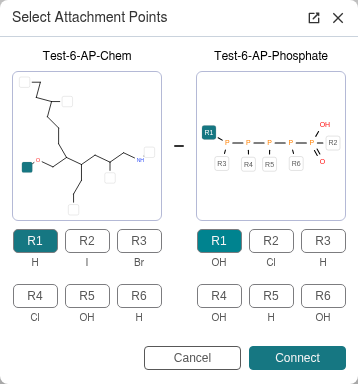 Select Attachment Points
Test-6-AP-Chem
Test-6-AP-Phosphate
O
NH
R1
P P P P P
OH
R2
R3 R4 R5 R6
O
R1 R2 R3
H I Br
R4 R5 R6
Cl OH H
R1 R2 R3
OH Cl H
R4 R5 R6
OH H OH
Cancel
Connect